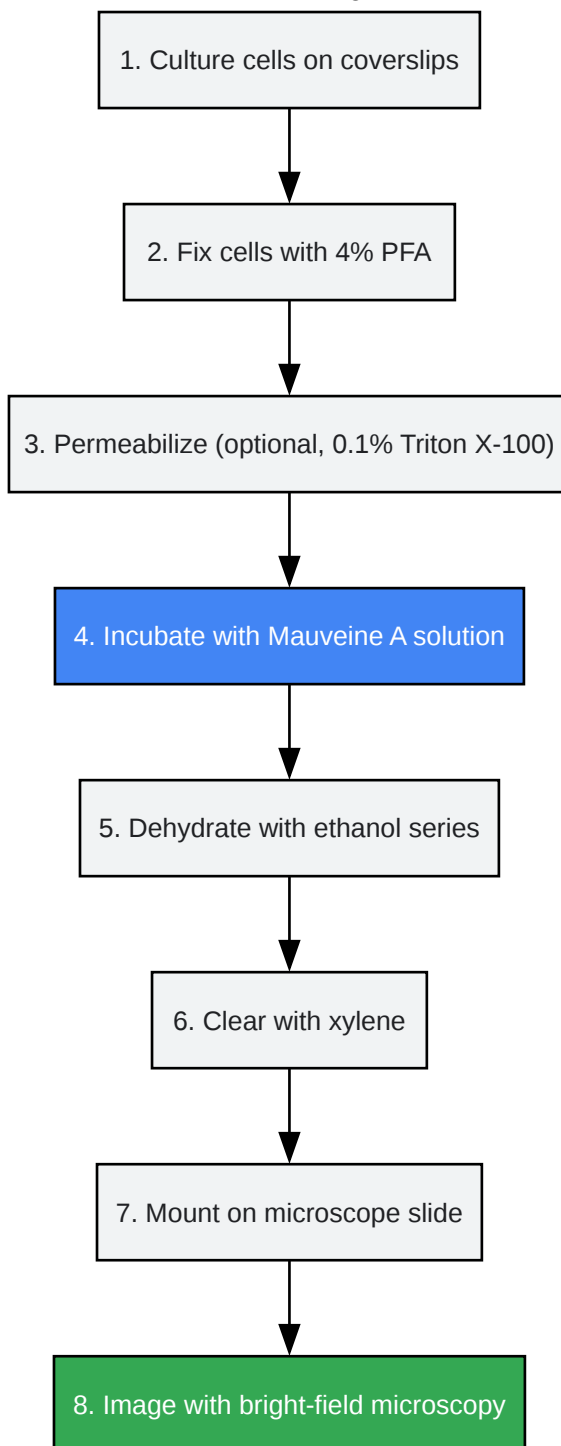 1. Culture cells on coverslips
2. Fix cells with 4% PFA
3. Permeabilize (optional, 0.1% Triton X-100)
4. Incubate with Mauveine A solution
5. Dehydrate with ethanol series
6. Clear with xylene
7. Mount on microscope slide
8. Image with bright-field microscopy